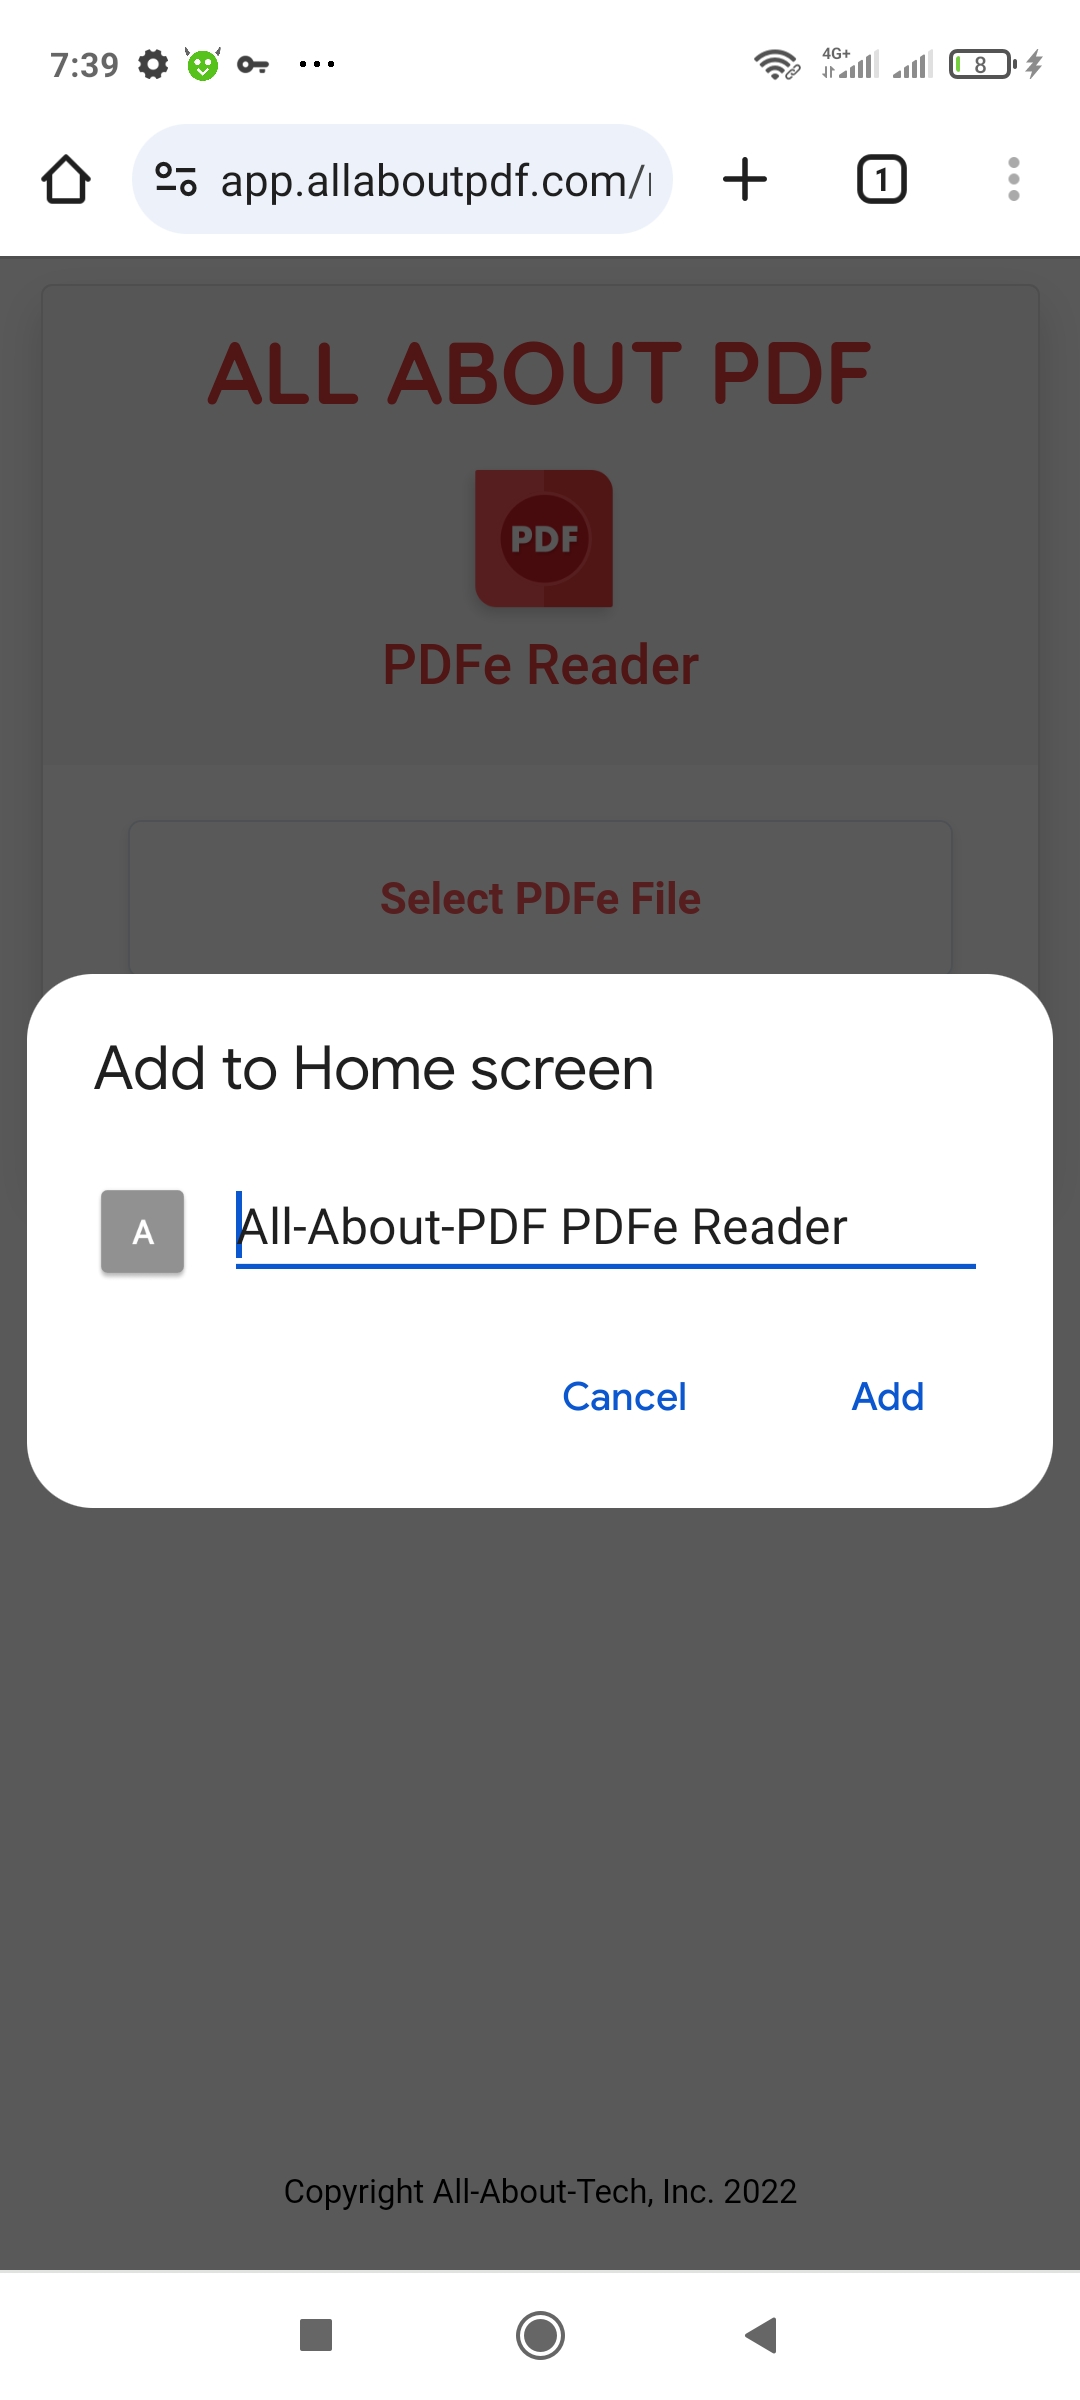 7:39
4G+
8
app.allaboutpdf.com/
1
ALL ABOUT PDF
PDF
PDFe Reader
Select PDFe File
Add to Home screen
A
All-About-PDF PDFe Reader
Cancel
Add
Copyright All-About-Tech, Inc. 2022